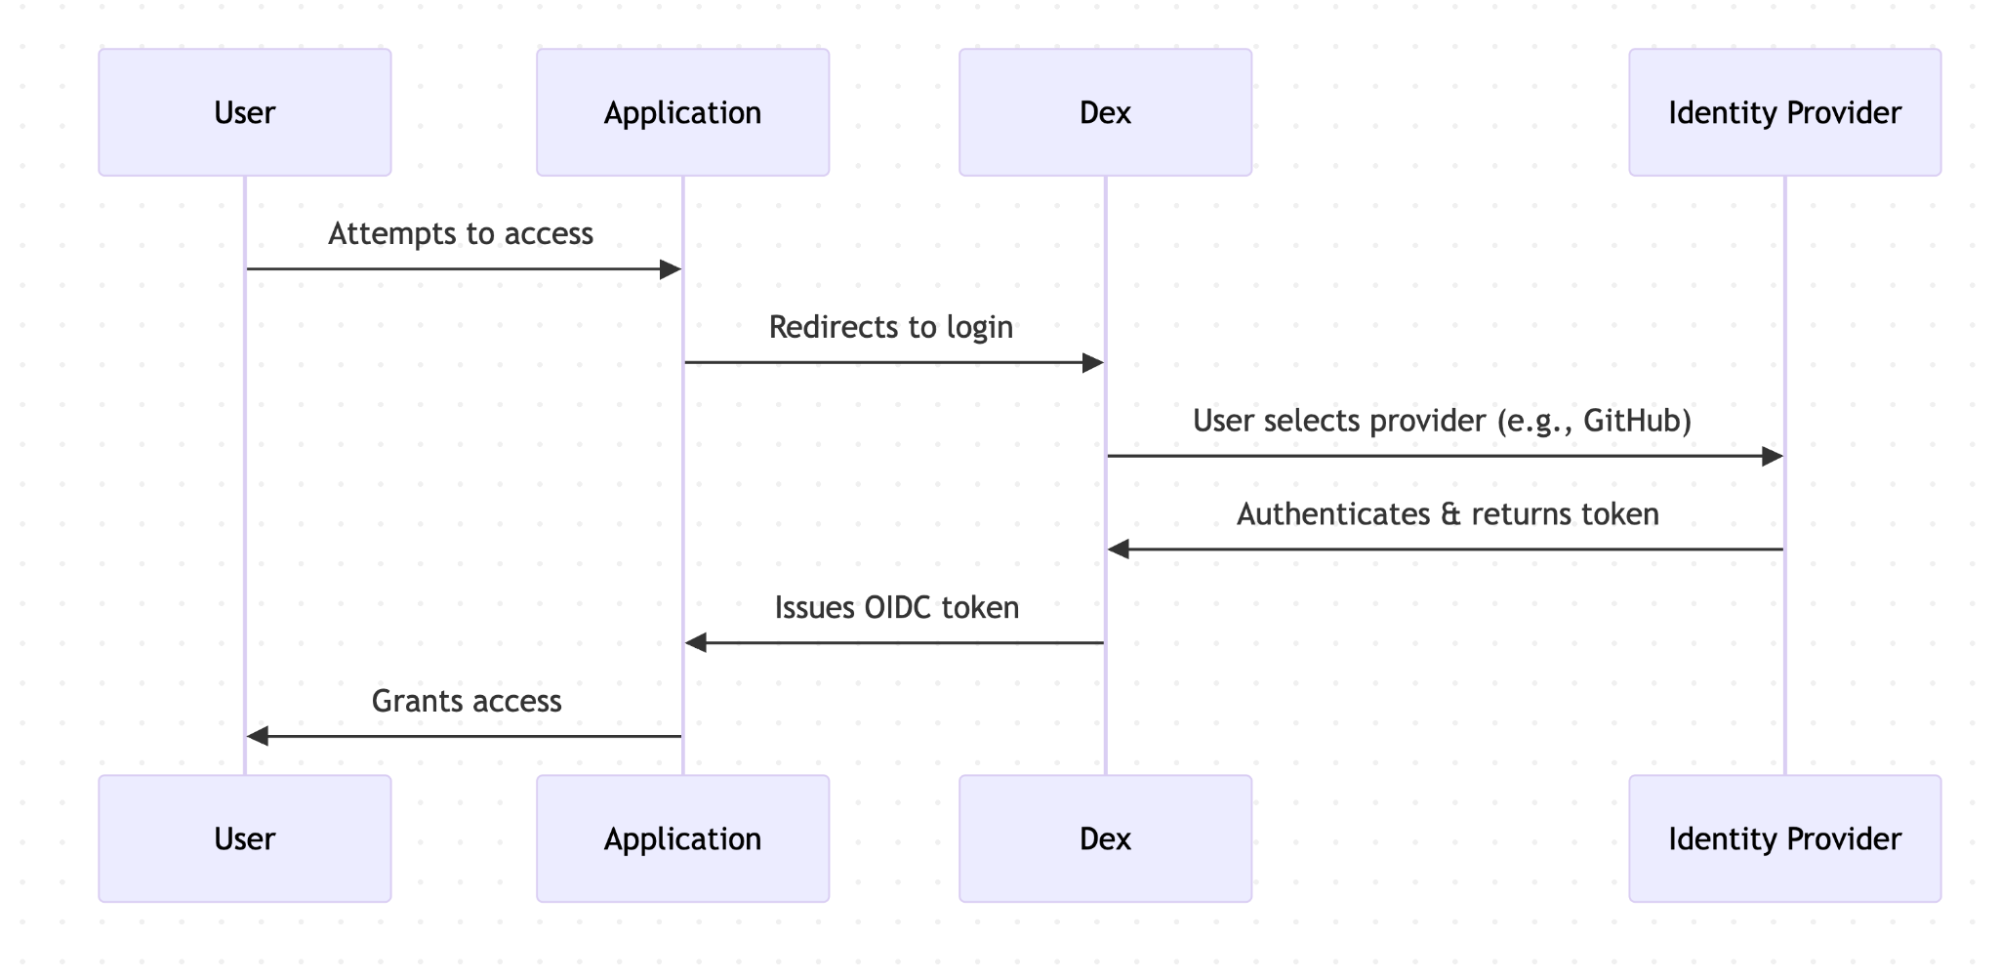 User
Application
Dex
Identity Provider
Attempts to access
Redirects to login
User selects provider (e.g., GitHub)
Authenticates & returns token
Issues OIDC token
Grants access
User
Application
Dex
Identity Provider